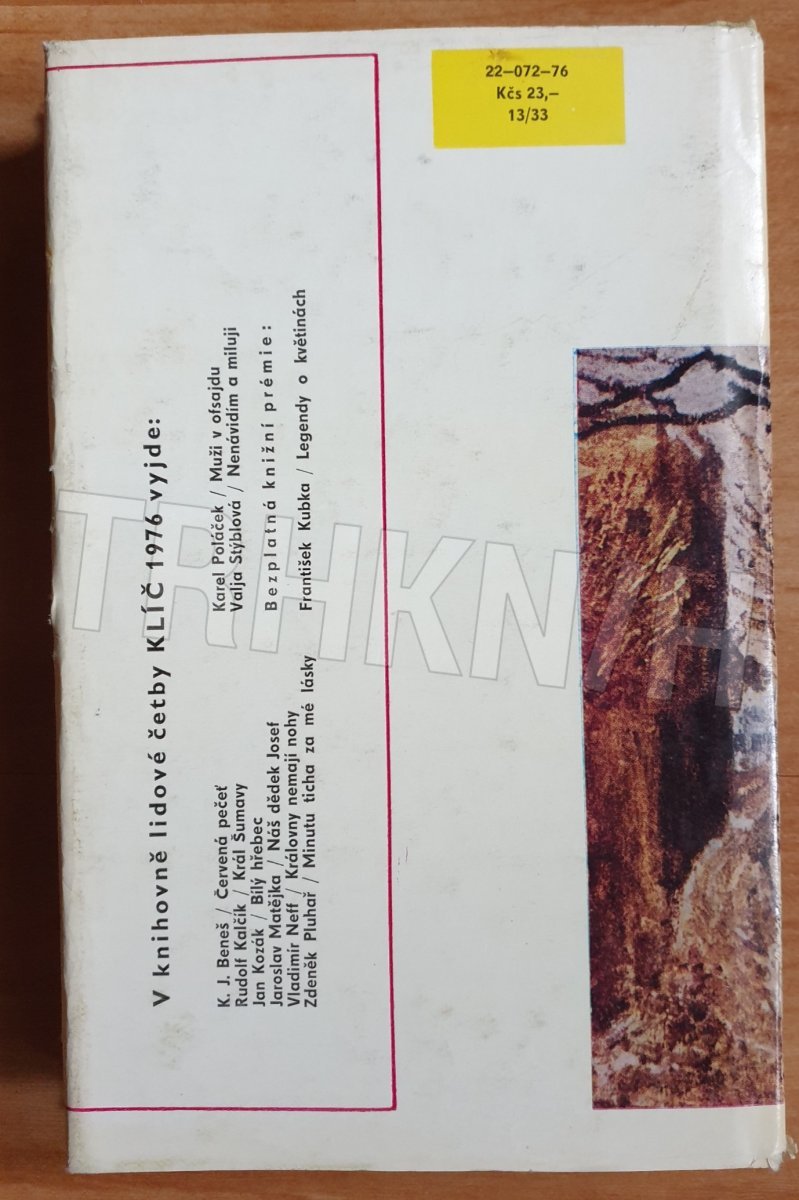 22—072—76
Kčs 23,—
13/33
V knihovně lidové četby KLÍČ 1976 vyjde:
K. J. Beneš / Červená pečeť
Rudolf Kalčík / Král Šumavy
Jan Kozák / Bílý hřebec
Jaroslav Matějka / Náš dědek Josef
Vladimír Neff / Královny nemají nohy
Zdeněk Pluhař / Minutu ticha za mé lásky
Karel Poláček / Muži v ofsajdu
Valja Stýblová / Nenávidím a miluji
Bezplatná knižní prémie:
František Kubka / Legendy o květinách
TRHKNIH